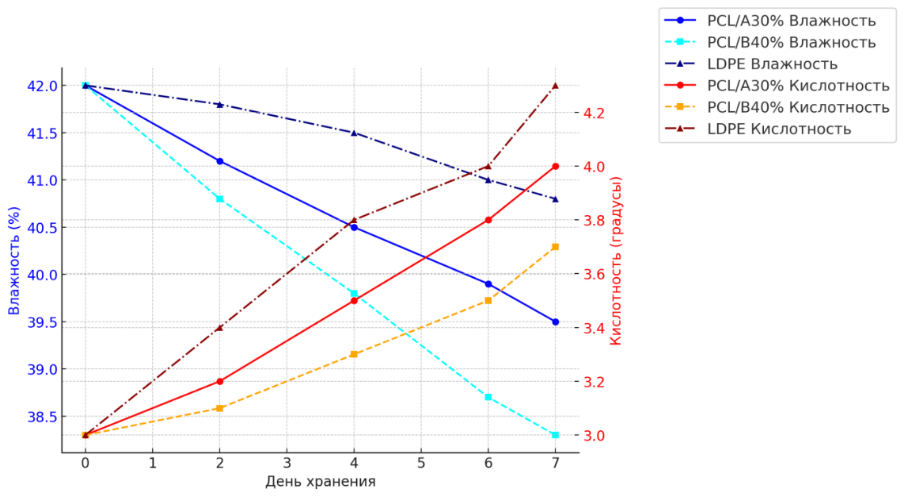 PCL/A30% Влажность
PCL/B40% Влажность
LDPE Влажность
PCL/A30% Кислотность
PCL/B40% Кислотность
LDPE Кислотность
42.0
41.5
41.0
40.5
40.0
39.5
39.0
38.5
Влажность (%)
4.2
4.0
3.8
3.6
3.4
3.2
3.0
Кислотность (градусы)
0 1 2 3 4 5 6 7
День хранения